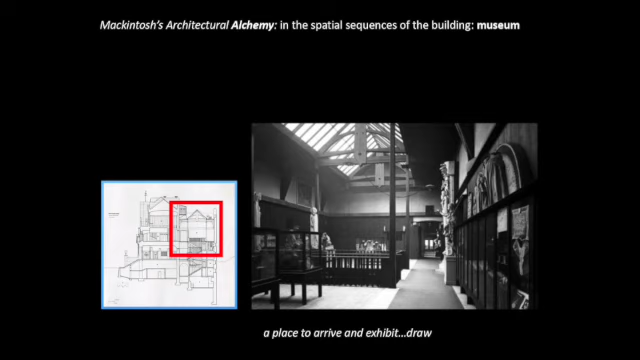 Mackintosh's Architectural Alchemy: in the spatial sequences of the building: museum
a place to arrive and exhibit...draw